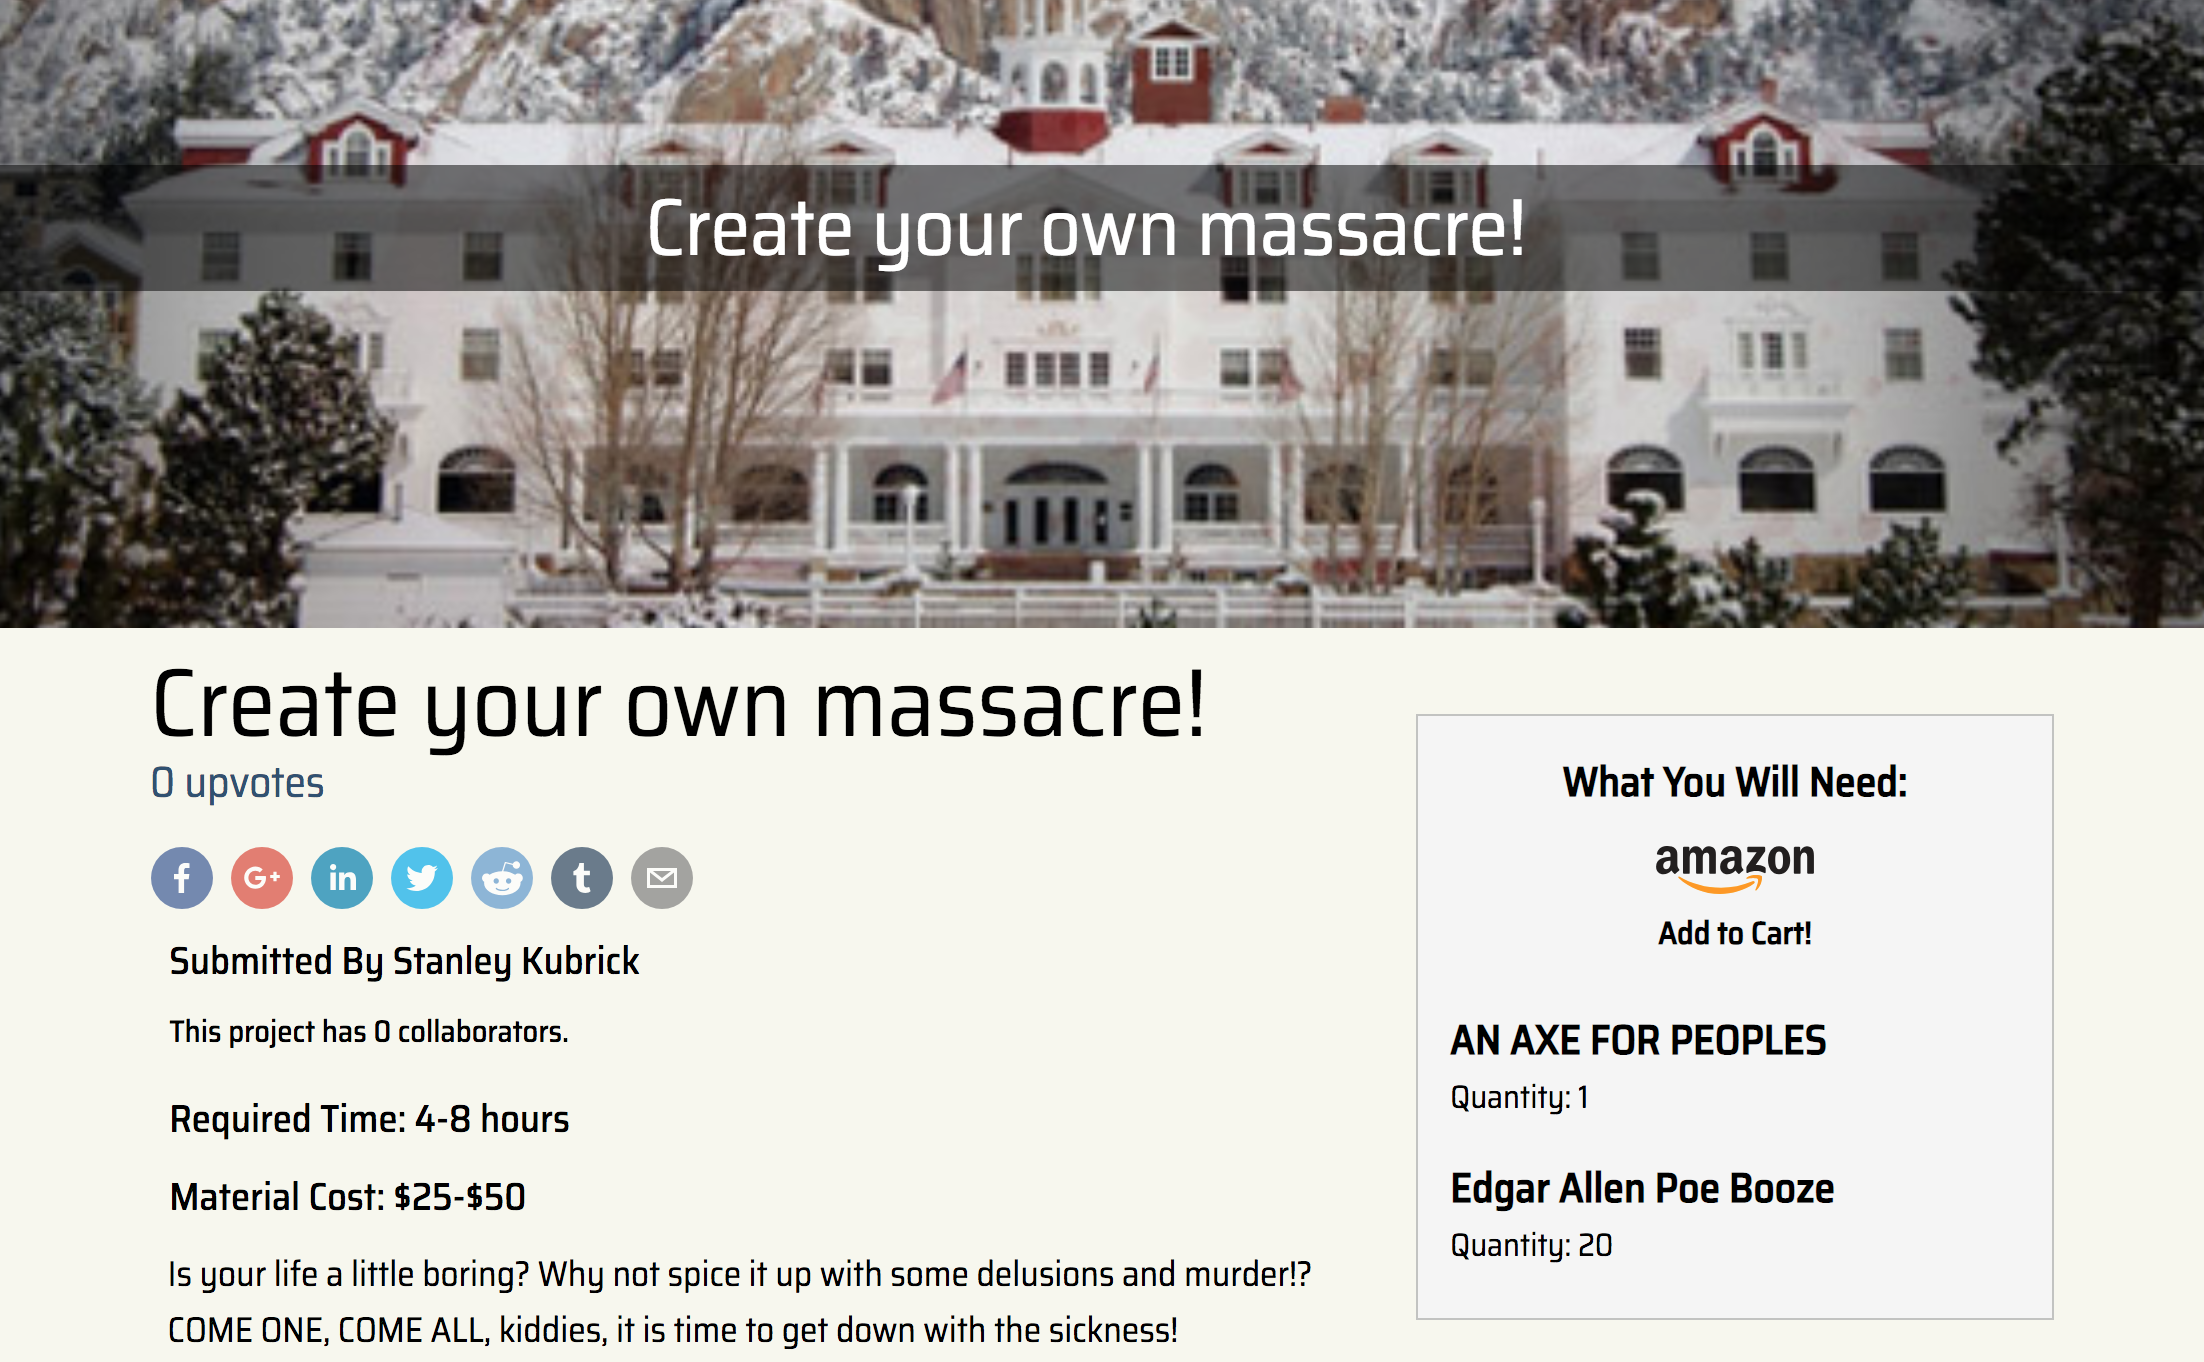 Create your own massacre!
Create your own massacre!
0 upvotes
f
G+
in
t
Submitted By Stanley Kubrick
This project has 0 collaborators.
Required Time: 4-8 hours
Material Cost: $25-$50
Is your life a little boring? Why not spice it up with some delusions and murder!?
COME ONE, COME ALL, kiddies, it is time to get down with the sickness!
What You Will Need:
amazon
Add to Cart!
AN AXE FOR PEOPLES
Quantity: 1
Edgar Allen Poe Booze
Quantity: 20